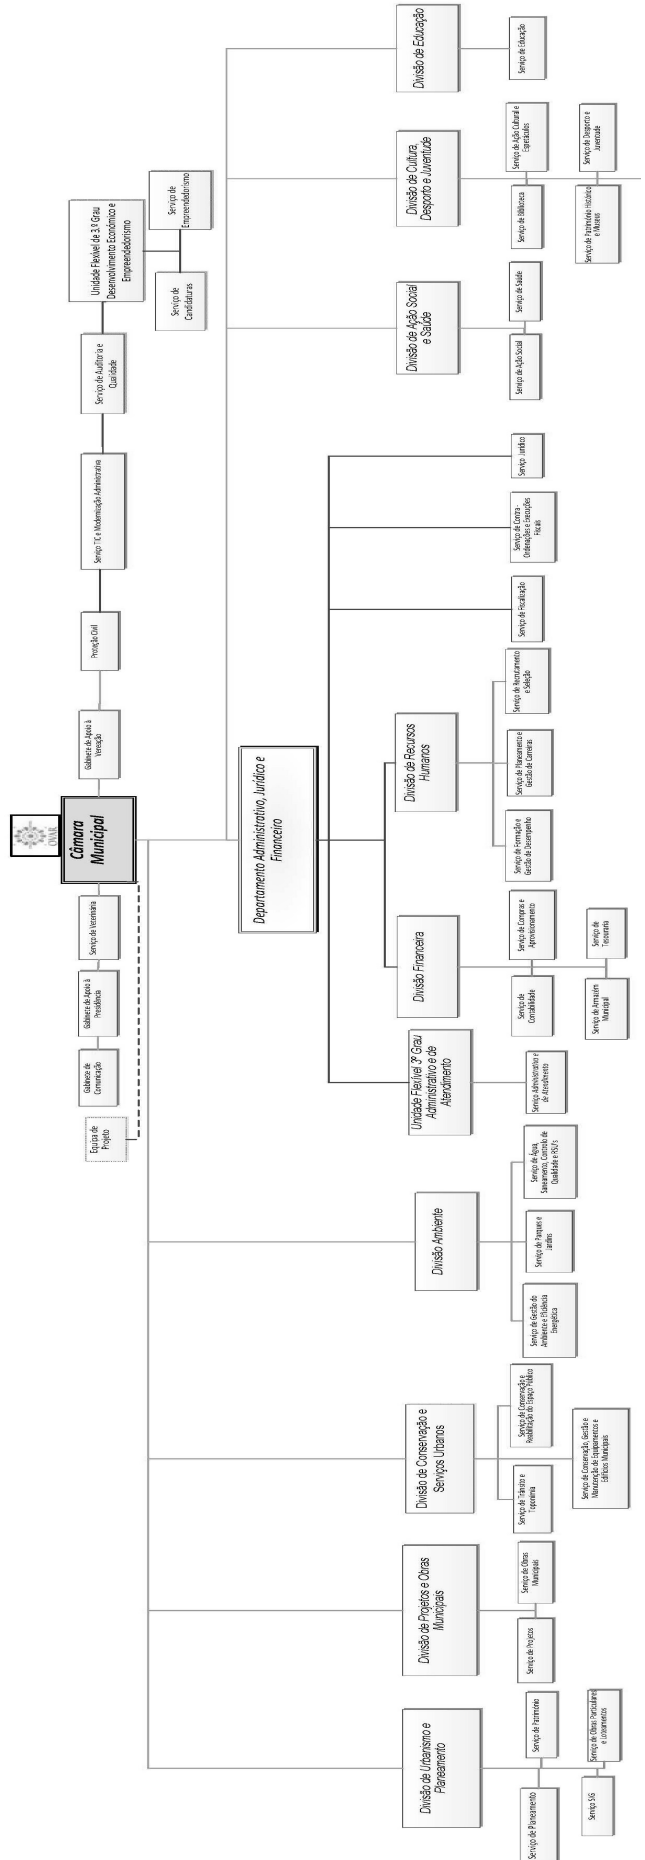 OVAR
Câmara
Municipal
Equipa de
Projeto
Gabinete de
Comunicação
Gabinete de Apoio à
Presidência
Serviço de Veterinária
Gabinete de Apoio à
Vereação
Proteção Civil
Serviço TIC e Modernização Administrativa
Serviço de Auditoria e
Qualidade
Unidade Flexível de 3.º Grau
Desenvolvimento Económico e
Empreendedorismo
Serviço de
Candidaturas
Serviço de
Empreendedorismo
Departamento Administrativo, Jurídico e
Financeiro
Divisão de Urbanismo e
Planeamento
Serviço de Planeamento
Serviço de Património
Serviço SIG
Serviço de Obras Particulares
e Loteamentos
Divisão de Projetos e Obras
Municipais
Serviço de Projetos
Serviço de Obras
Municipais
Divisão de Conservação e
Serviços Urbanos
Serviço de Trânsito e
Toponímia
Serviço de Conservação e
Reabilitação do Espaço Público
Serviço de Conservação, Gestão e
Manutenção de Equipamentos e
Edifícios Municipais
Divisão Ambiente
Serviço de Gestão do
Ambiente e Eficiência
Energética
Serviço de Parques e
Jardins
Serviço de Água,
Saneamento, Controlo de
Qualidade e RSU's
Unidade Flexível 3º Grau
Administrativo e de
Atendimento
Serviço Administrativo e
de Atendimento
Divisão Financeira
Serviço de
Contabilidade
Serviço de Compras e
Aprovisionamento
Serviço de Armazém
Municipal
Serviço de
Tesouraria
Divisão de Recursos
Humanos
Serviço de Formação e
Gestão de Desempenho
Serviço de Planeamento e
Gestão de Carreiras
Serviço de Recrutamento
e Seleção
Serviço de Fiscalização
Serviço de Contra-
Ordenações e Execuções
Fiscais
Serviço Jurídico
Divisão de Ação Social
e Saúde
Serviço de Ação Social
Serviço de Saúde
Divisão de Cultura,
Desporto e Juventude
Serviço de Biblioteca
Serviço de Ação Cultural e
Espetáculos
Serviço de Património Histórico
e Museus
Serviço de Desporto e
Juventude
Divisão de Educação
Serviço de Educação